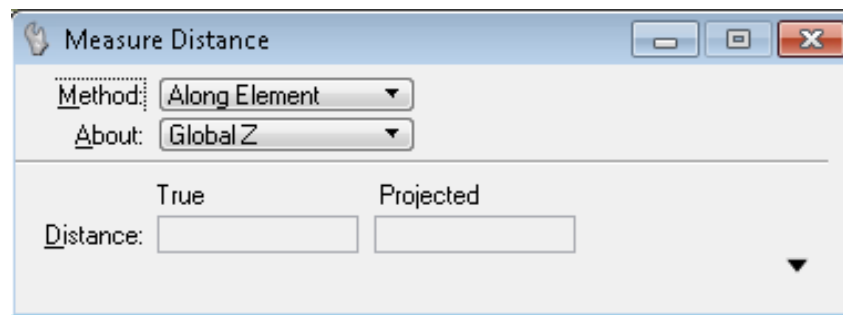 Measure Distance
Method: Along Element
About: Global Z
True Projected
Distance: